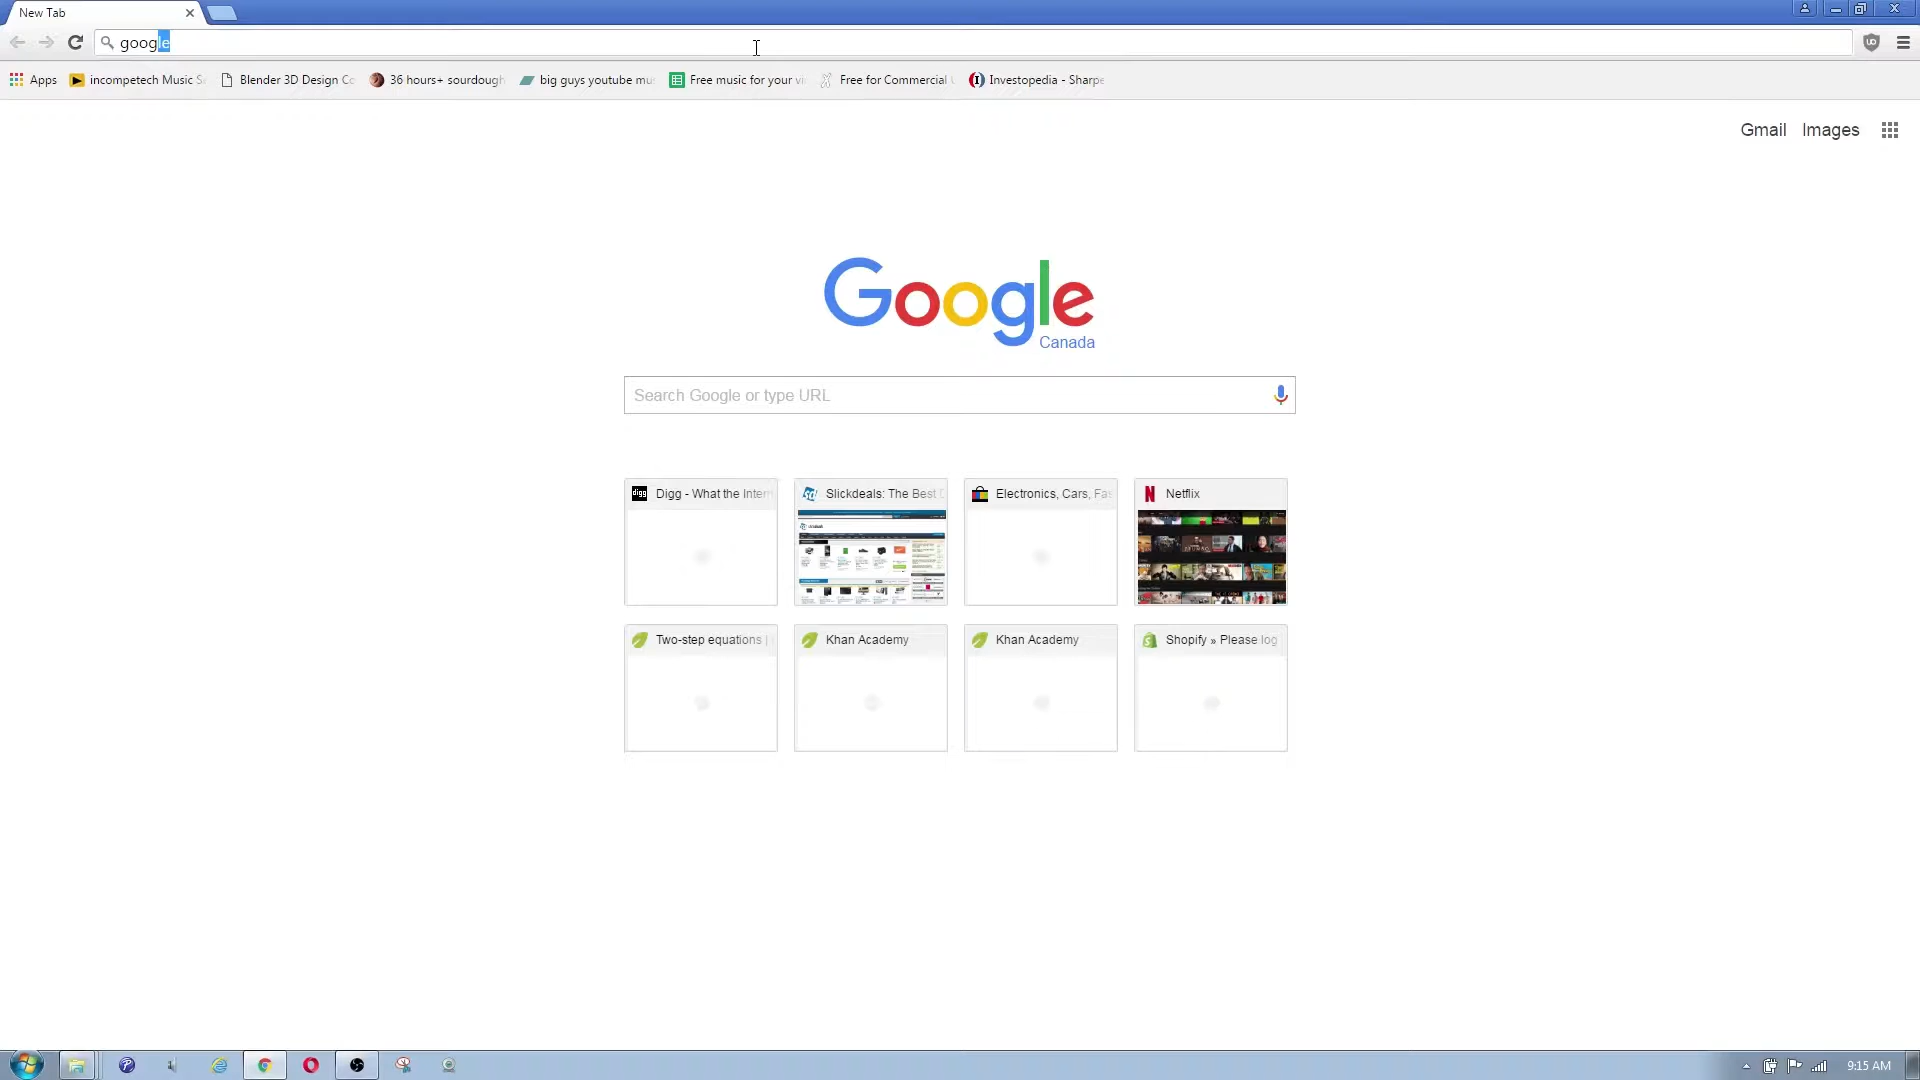 New Tab
google
Apps
incompetech Music S
Blender 3D Design Co
36 hours+ sourdough
big guys youtube mu
Free music for your vi
Free for Commercial
Investopedia - Sharpe
Gmail
Images
Google
Canada
Search Google or type URL
digg
Digg - What the Intern
Slickdeals: The Best D
Electronics, Cars, Fas
Netflix
Two-step equations |
Khan Academy
Khan Academy
Shopify » Please log
9:15 AM